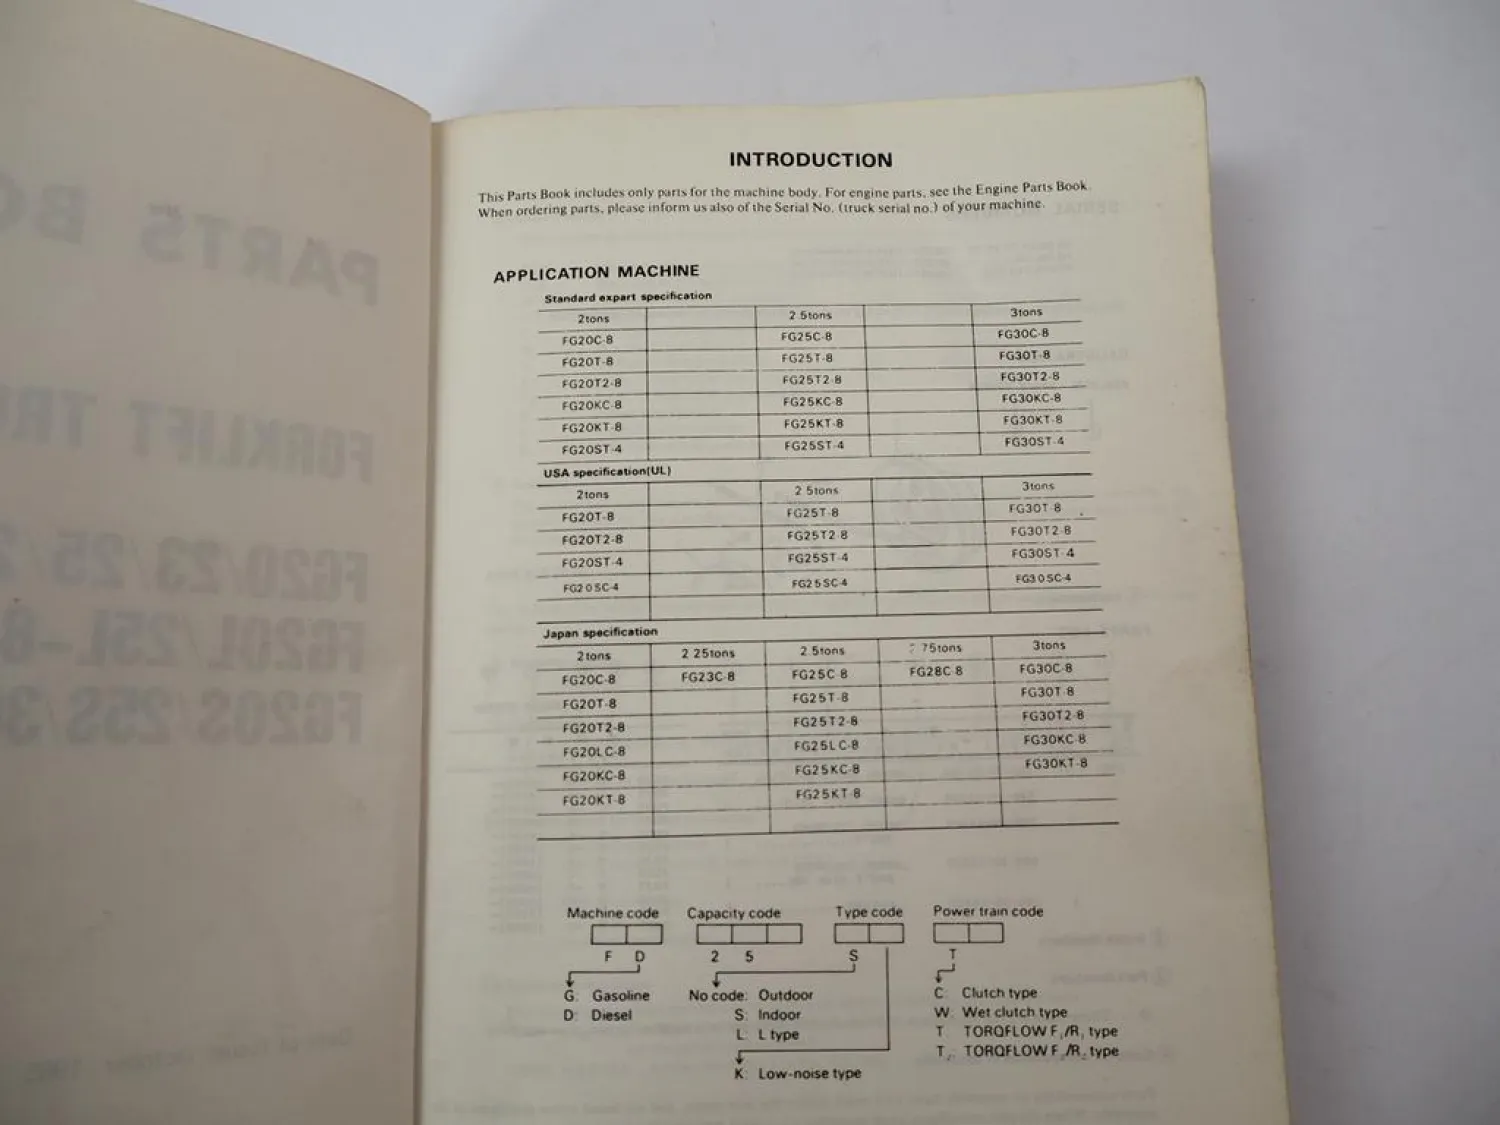 INTRODUCTION
This Parts Book includes only parts for the machine body. For engine parts, see the Engine Parts Book.
When ordering parts, please inform us also of the Serial No. (truck serial no.) of your machine.
APPLICATION MACHINE
Standard expart specification
2tons 2.5tons 3tons
FG20C-8 FG25C-8 FG30C-8
FG20T-8 FG25T-8 FG30T-8
FG20T2-8 FG25T2-8 FG30T2-8
FG20KC-8 FG25KC-8 FG30KC-8
FG20KT-8 FG25KT-8 FG30KT-8
FG20ST-4 FG25ST-4 FG30ST-4
USA specification(UL)
2tons 2.5tons 3tons
FG20T-8 FG25T-8 FG30T-8
FG20T2-8 FG25T2-8 FG30T2-8
FG20ST-4 FG25ST-4 FG30ST-4
FG20SC-4 FG25SC-4 FG30SC-4
Japan specification
2tons 2.25tons 2.5tons 2.75tons 3tons
FG20C-8 FG23C-8 FG25C-8 FG28C-8 FG30C-8
FG20T-8 FG25T-8 FG30T-8
FG20T2-8 FG25T2-8 FG30T2-8
FG20LC-8 FG25LC-8 FG30KC-8
FG20KC-8 FG25KC-8 FG30KT-8
FG20KT-8 FG25KT-8
Machine code Capacity code Type code Power train code
F D 2 5 S T
G: Gasoline No code: Outdoor C: Clutch type
D: Diesel S: Indoor W: Wet clutch type
L: L type T: TORQFLOW F1/R1 type
T2: TORQFLOW F2/R2 type
K: Low-noise type